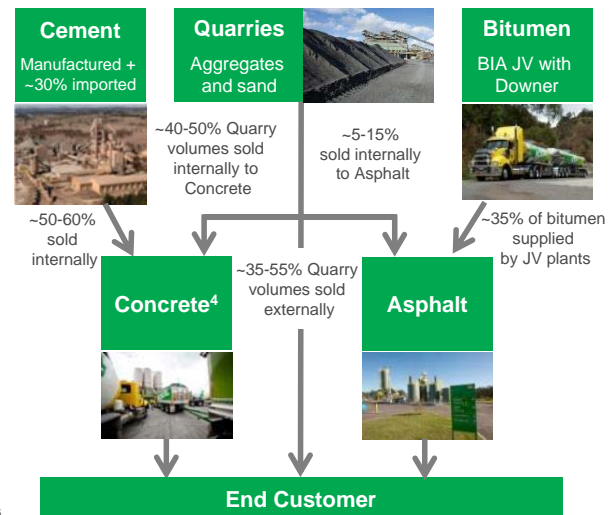 Cement
Manufactured +
~30% imported
Quarries
Aggregates
and sand
Bitumen
BIA JV with
Downer
~40-50% Quarry
volumes sold
internally to
Concrete
~5-15%
sold internally
to Asphalt
~50-60%
sold
internally
~35% of bitumen
supplied
by JV plants
Concrete⁴
~35-55% Quarry
volumes sold
externally
Asphalt
End Customer
s